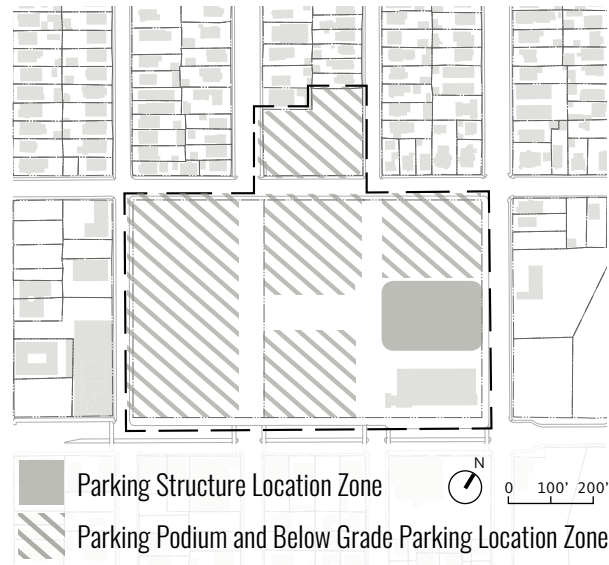 Parking Structure Location Zone
N
0 100' 200'
Parking Podium and Below Grade Parking Location Zone